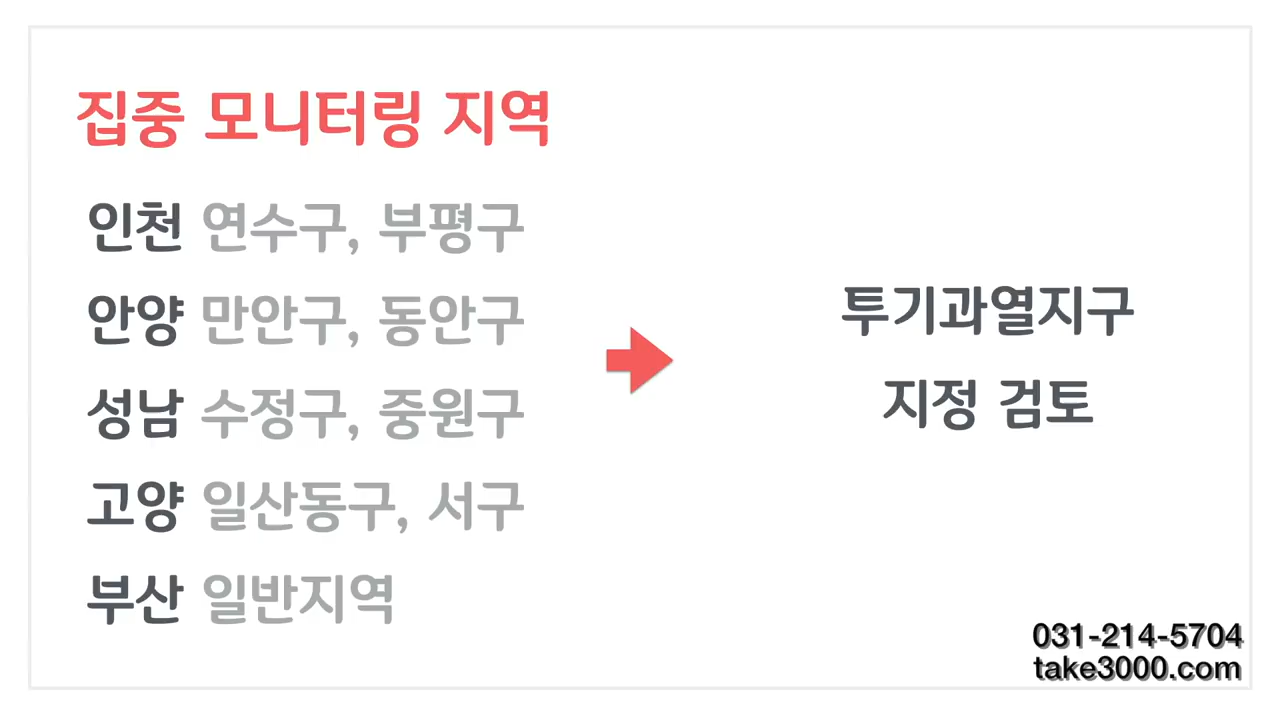 집중 모니터링 지역
인천 연수구, 부평구
안양 만안구, 동안구
성남 수정구, 중원구
고양 일산동구, 서구
부산 일반지역
투기과열지구
지정 검토
031-214-5704
take3000.com